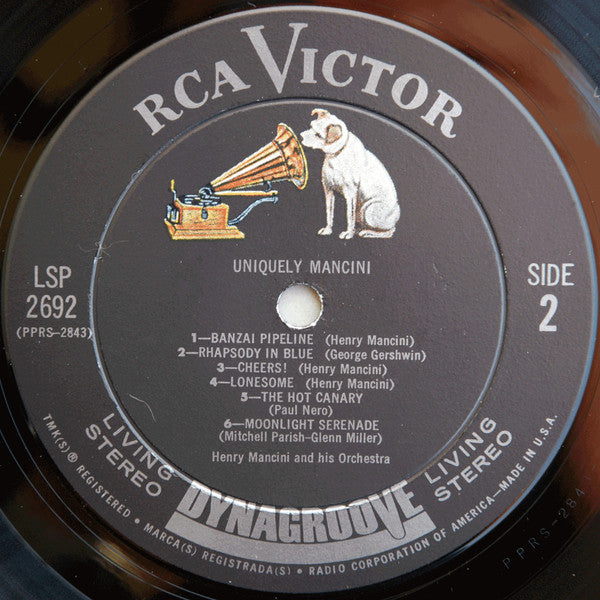 RCA VICTOR
UNIQUELY MANCINI
LSP
2692
(PPRS-2843)
SIDE
2
1—BANZAI PIPELINE (Henry Mancini)
2—RHAPSODY IN BLUE (George Gershwin)
3—CHEERS! (Henry Mancini)
4—LONESOME (Henry Mancini)
5—THE HOT CANARY
(Paul Nero)
6—MOONLIGHT SERENADE
(Mitchell Parish-Glenn Miller)
Henry Mancini and his Orchestra
LIVING
STEREO
DYNAGROOVE
LIVING
STEREO
TMK(S) ® REGISTERED • MARCA(S) REGISTRADA(S) • RADIO CORPORATION OF AMERICA—MADE IN U.S.A.
PPRS-284